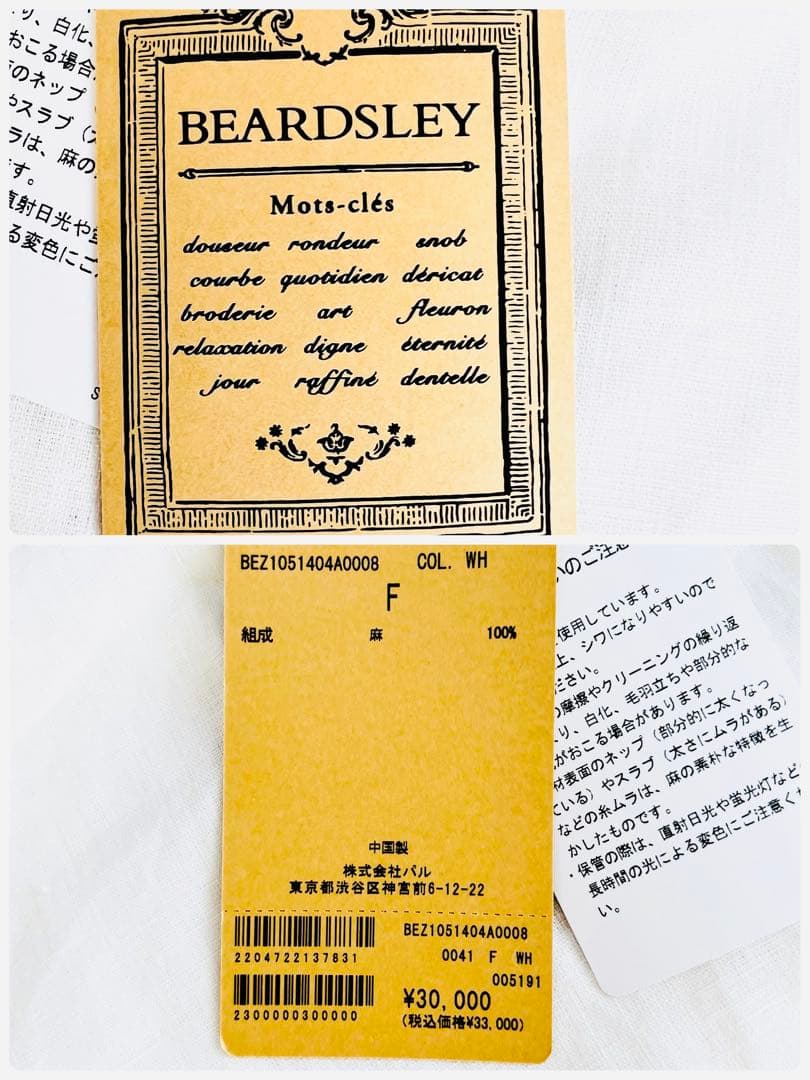 り、白化、
おこる場合
のネップ
やスラブ
ラは、麻の
す。
直射日光や蛍
る変色にご
S
BEARDSLEY
Mots-clés
douseur rondeur snob
courbe quotidien déricat
broderie art fleuron
relaxation digne éternité
jour raffiné dentelle
BEZ1051404A0008 COL. WH
F
組成 麻 100%
中国製
株式会社パル
東京都渋谷区神宮前6-12-22
2204722137831
2300000300000
BEZ1051404A0008
0041 F WH
005191
¥30,000
(税込価格¥33,000)
いのご注意
使用しています。
上、シワになりやすいので
ださい。
摩擦やクリーニングの繰り返
り、白化、毛羽立ちや部分的な
がおこる場合があります。
材表面のネップ（部分的に太くなっ
ている）やスラブ（太さにムラがある）
などの糸ムラは、麻の素朴な特徴を生
かしたものです。
・保管の際は、直射日光や蛍光灯など
長時間の光による変色にご注意く
い。